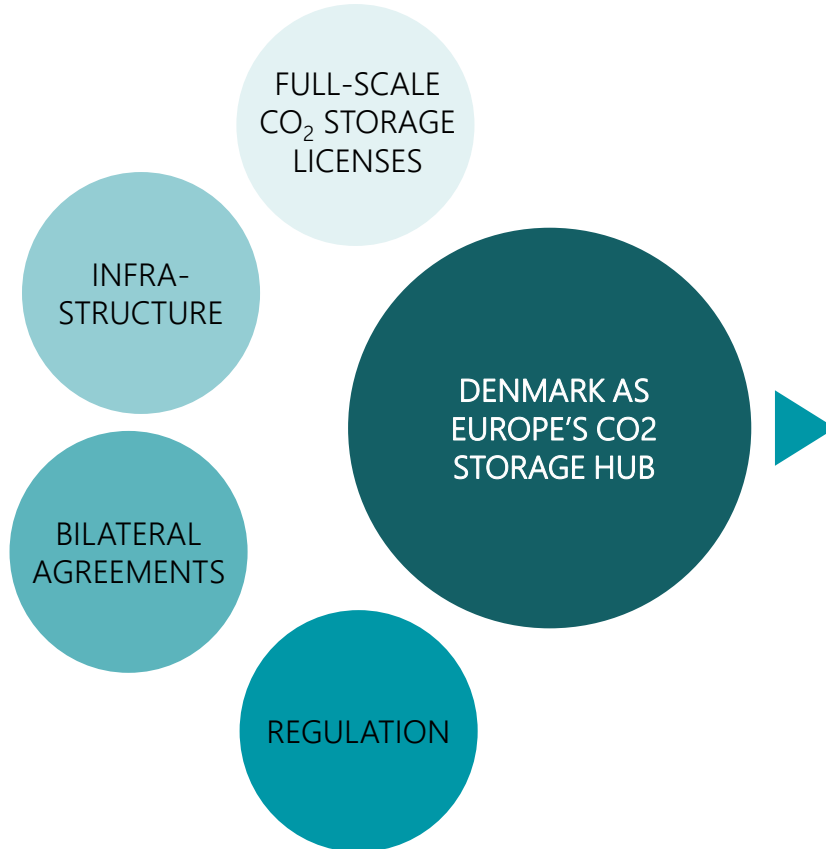 FULL-SCALE
CO₂ STORAGE
LICENSES
INFRA-
STRUCTURE
DENMARK AS
EUROPE‘S CO2
STORAGE HUB
BILATERAL
AGREEMENTS
REGULATION